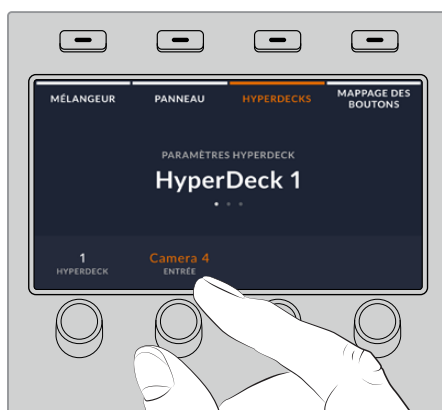 MÉLANGEUR PANNEAU HYPERDECKS MAPPAGE DES BOUTONS
PARAMÈTRES HYPERDECK
HyperDeck 1
1 Camera 4
HYPERDECK ENTRÉE